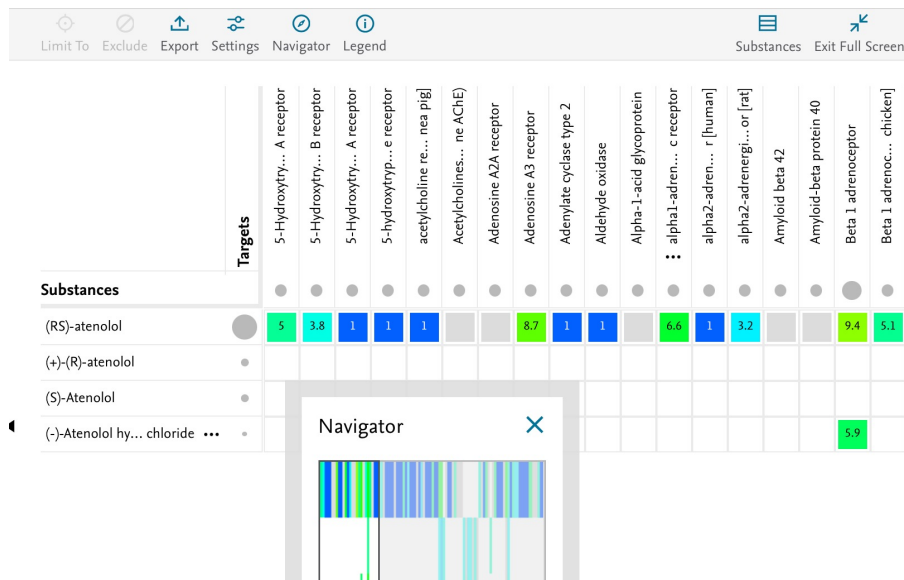 Limit To Exclude Export Settings Navigator Legend Substances Exit Full Screen
Targets
5-Hydroxytry... A receptor
5-Hydroxytry... B receptor
5-Hydroxytry... A receptor
5-hydroxytryp... e receptor
acetylcholine re... nea pig]
Acetylcholines... ne AChE)
Adenosine A2A receptor
Adenosine A3 receptor
Adenylate cyclase type 2
Aldehyde oxidase
Alpha-1-acid glycoprotein
... alpha1-adren... c receptor
alpha2-adren... r [human]
alpha2-adrenergi... or [rat]
Amyloid beta 42
Amyloid-beta protein 40
Beta 1 adrenoceptor
Beta 1 adrenoc... chicken]
Substances
(RS)-atenolol 5 3.8 1 1 1 8.7 1 1 6.6 1 3.2 9.4 5.1
(+)-(R)-atenolol
(S)-Atenolol
(-)-Atenolol hy... chloride ... 5.9
Navigator